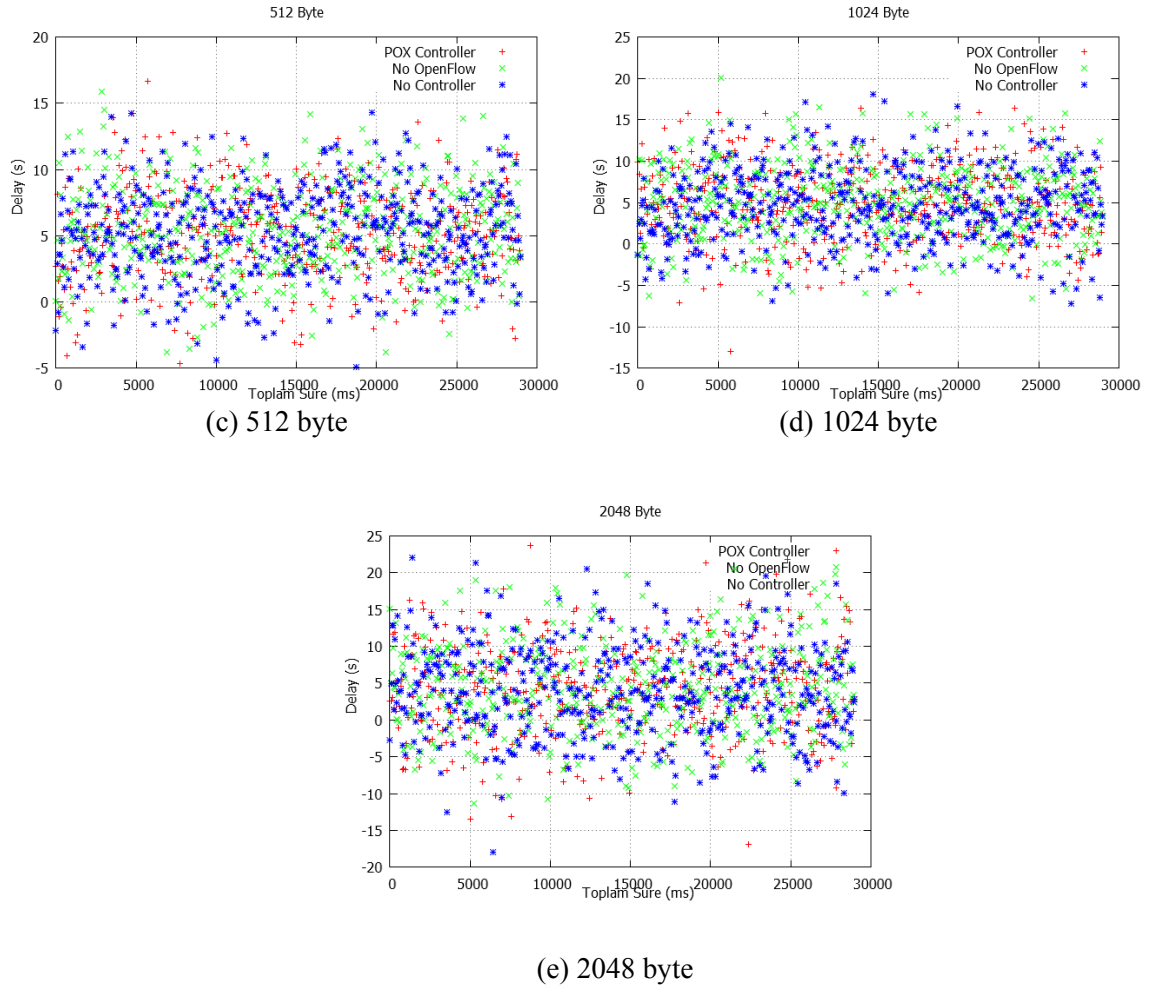 512 Byte
20
15
10
5
0
-5
Delay (s)
POX Controller
No OpenFlow
No Controller
0 5000 10000 15000 20000 25000 30000
Toplam Sure (ms)
(c) 512 byte
1024 Byte
25
20
15
10
5
0
-5
-10
-15
Delay (s)
POX Controller
No OpenFlow
No Controller
0 5000 10000 15000 20000 25000 30000
Toplam Sure (ms)
(d) 1024 byte
2048 Byte
25
20
15
10
5
0
-5
-10
-15
-20
Delay (s)
POX Controller
No OpenFlow
No Controller
0 5000 10000 15000 20000 25000 30000
Toplam Sure (ms)
(e) 2048 byte